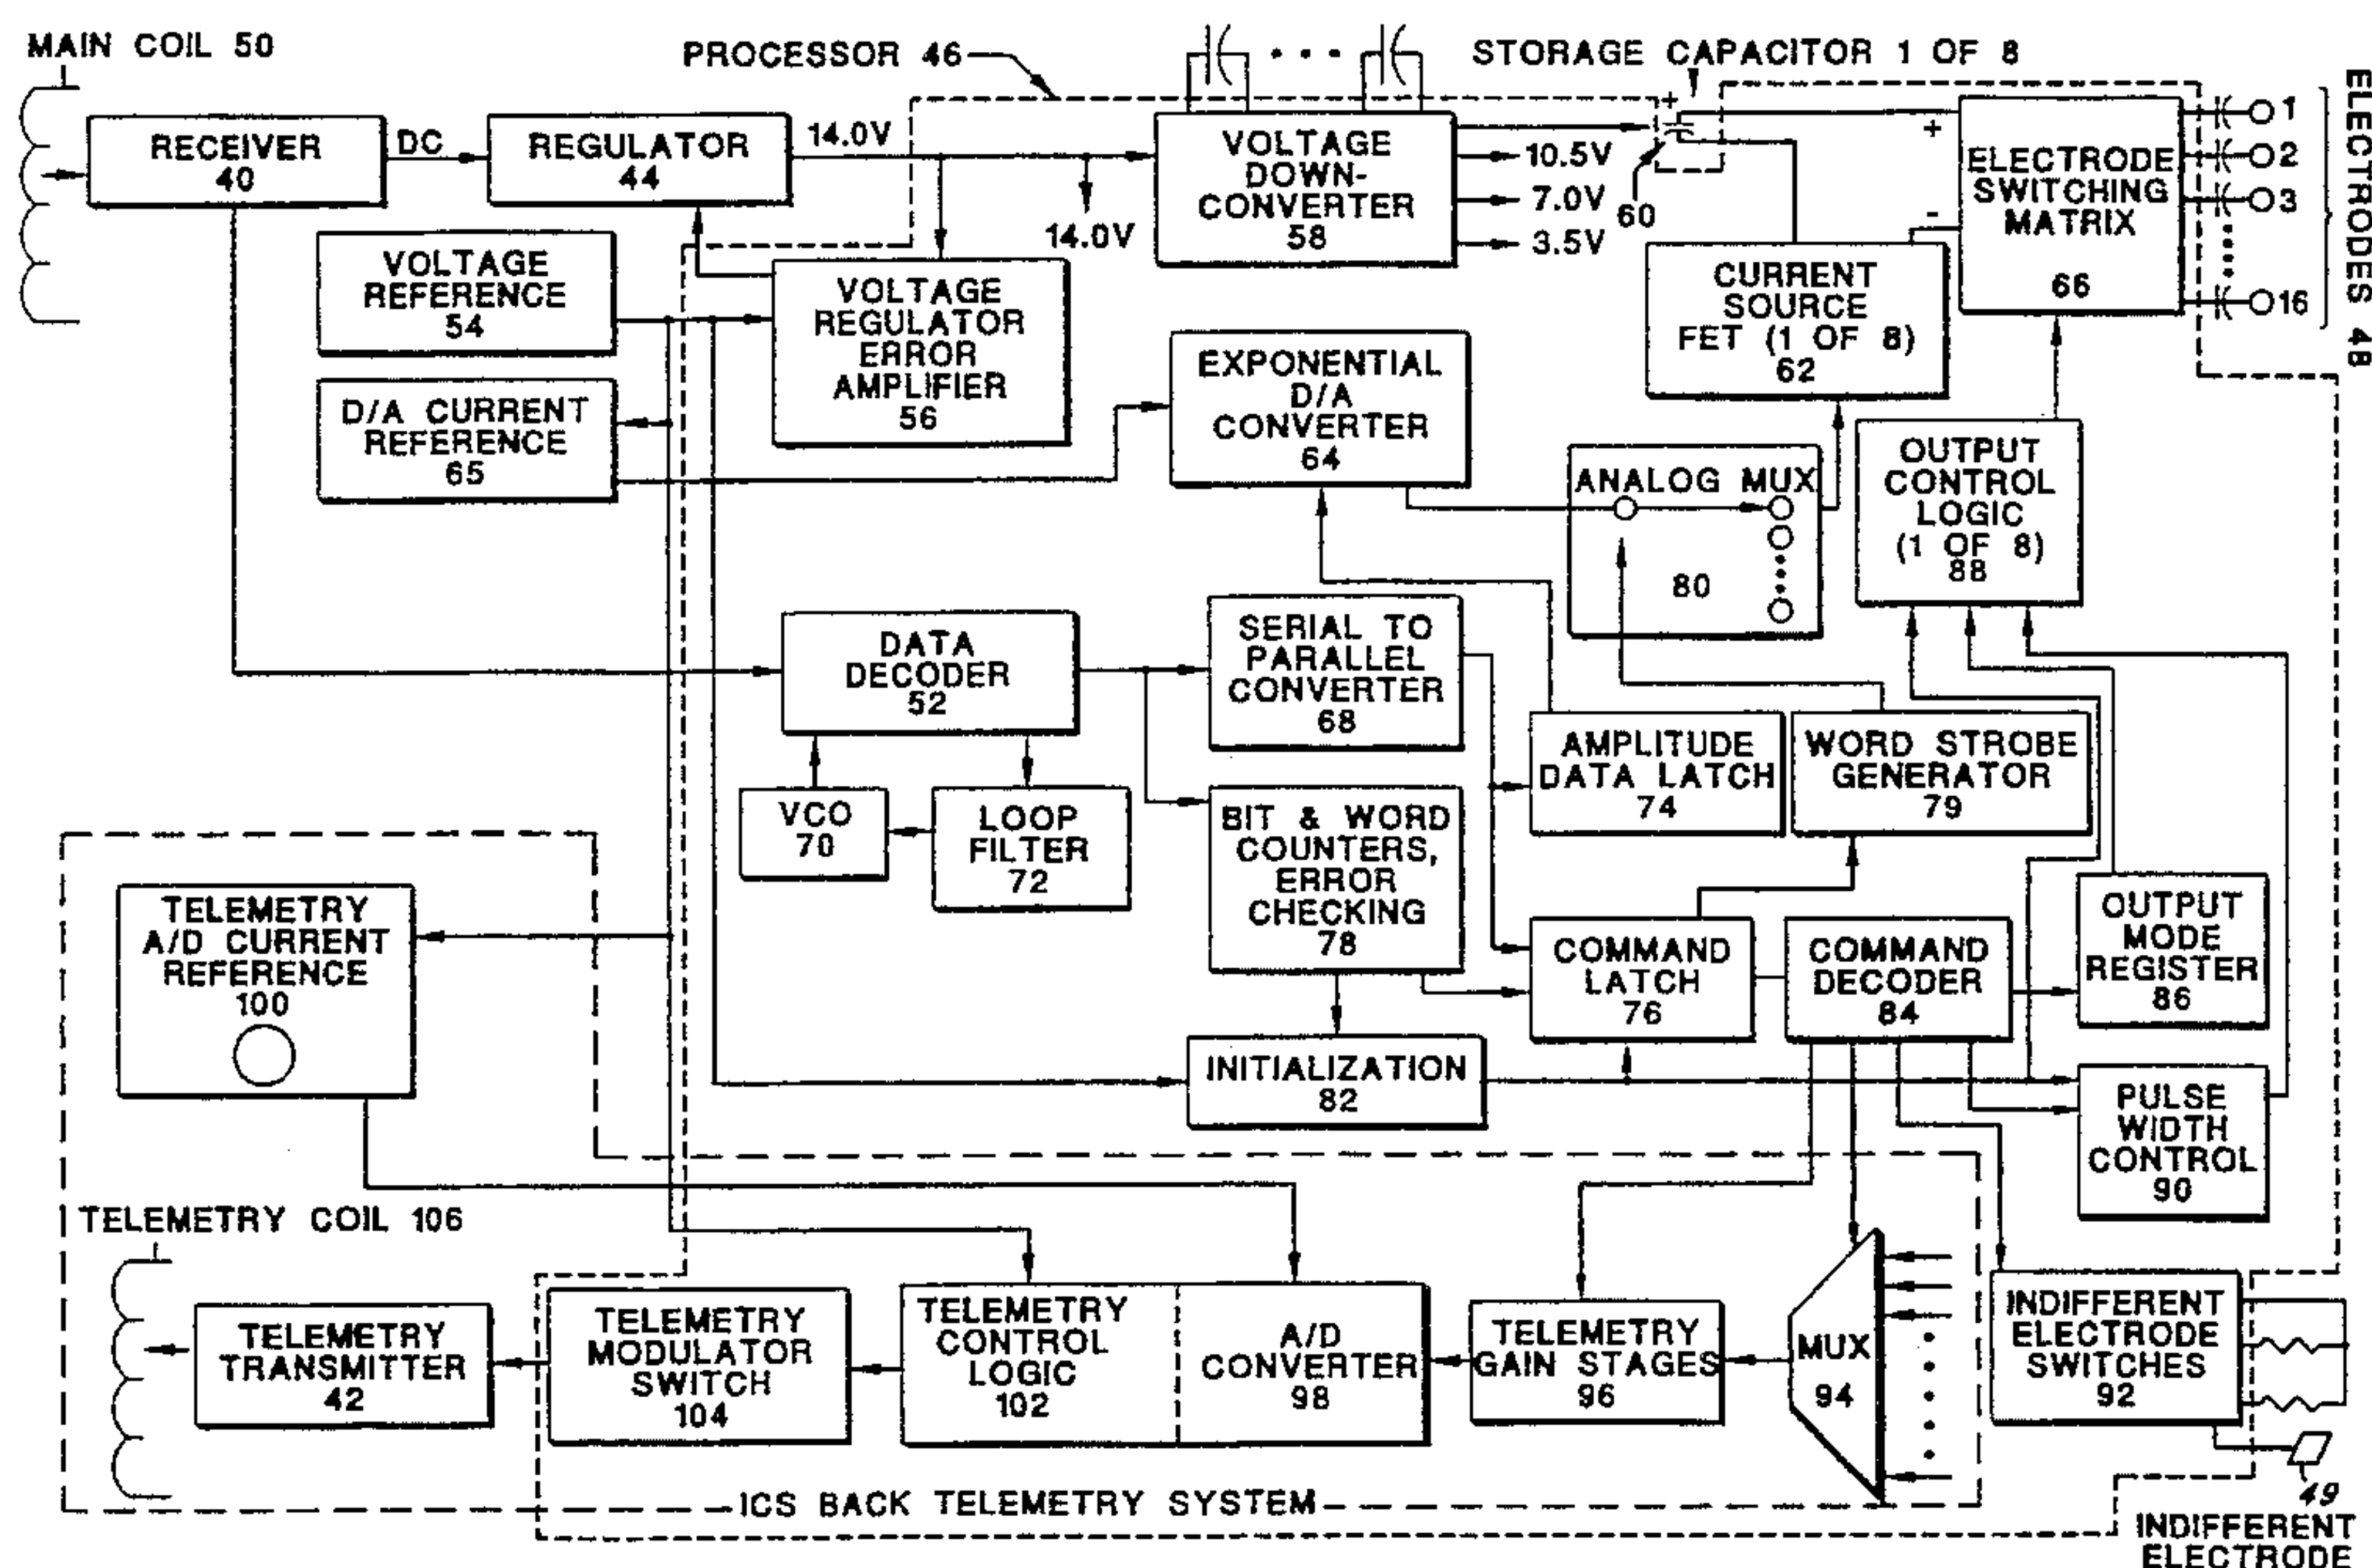 MAIN COIL 50
PROCESSOR 46
STORAGE CAPACITOR 1 OF 8
ELECTRODES 48
RECEIVER
40
DC
REGULATOR
44
14.0V
14.0V
VOLTAGE
DOWN-
CONVERTER
58
10.5V
7.0V
3.5V
+
60
+
-
ELECTRODE
SWITCHING
MATRIX
66
1
2
3
16
VOLTAGE
REFERENCE
54
VOLTAGE
REGULATOR
ERROR
AMPLIFIER
56
CURRENT
SOURCE
FET (1 OF 8)
62
D/A CURRENT
REFERENCE
65
EXPONENTIAL
D/A
CONVERTER
64
ANALOG MUX
80
OUTPUT
CONTROL
LOGIC
(1 OF 8)
88
DATA
DECODER
52
SERIAL TO
PARALLEL
CONVERTER
68
AMPLITUDE
DATA LATCH
74
WORD STROBE
GENERATOR
79
VCO
70
LOOP
FILTER
72
BIT & WORD
COUNTERS,
ERROR
CHECKING
78
TELEMETRY
A/D CURRENT
REFERENCE
100
COMMAND
LATCH
76
COMMAND
DECODER
84
OUTPUT
MODE
REGISTER
86
INITIALIZATION
82
PULSE
WIDTH
CONTROL
90
TELEMETRY COIL 106
TELEMETRY
TRANSMITTER
42
TELEMETRY
MODULATOR
SWITCH
104
TELEMETRY
CONTROL
LOGIC
102
A/D
CONVERTER
98
TELEMETRY
GAIN STAGES
96
MUX
94
INDIFFERENT
ELECTRODE
SWITCHES
92
49
ICS BACK TELEMETRY SYSTEM
INDIFFERENT
ELECTRODE